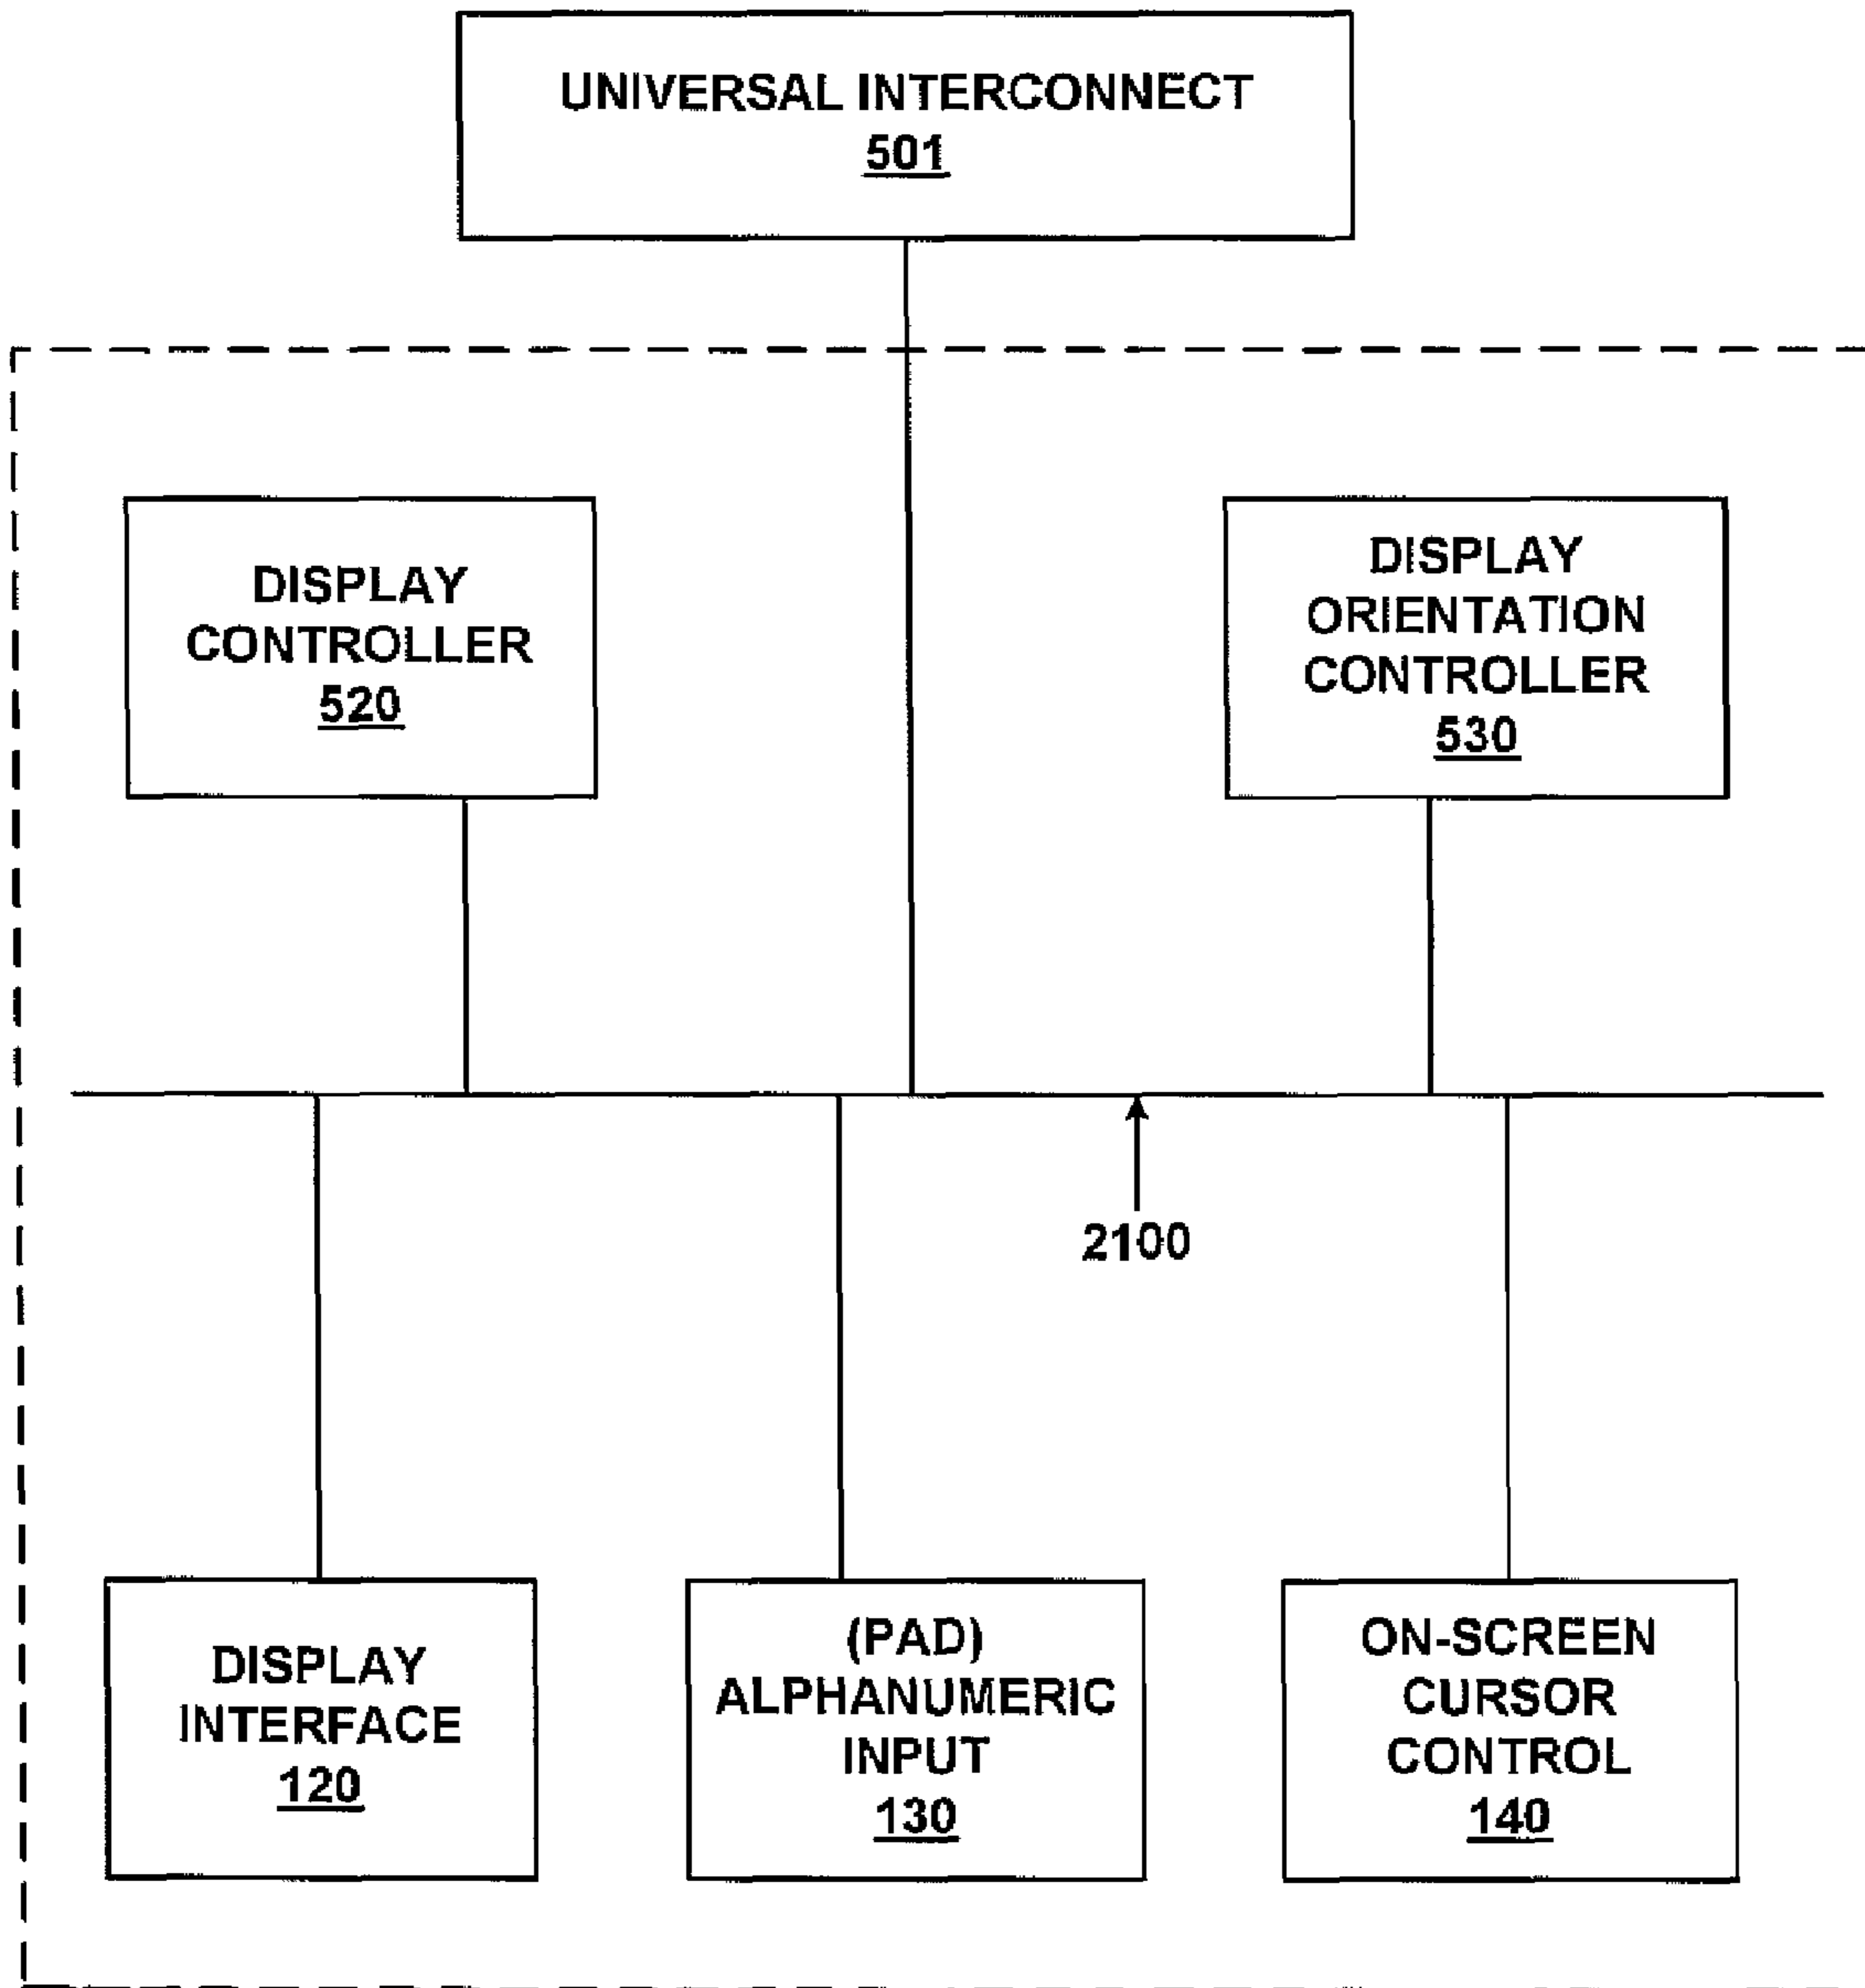 UNIVERSAL INTERCONNECT
501
DISPLAY
CONTROLLER
520
DISPLAY
ORIENTATION
CONTROLLER
530
2100
DISPLAY
INTERFACE
120
(PAD)
ALPHANUMERIC
INPUT
130
ON-SCREEN
CURSOR
CONTROL
140